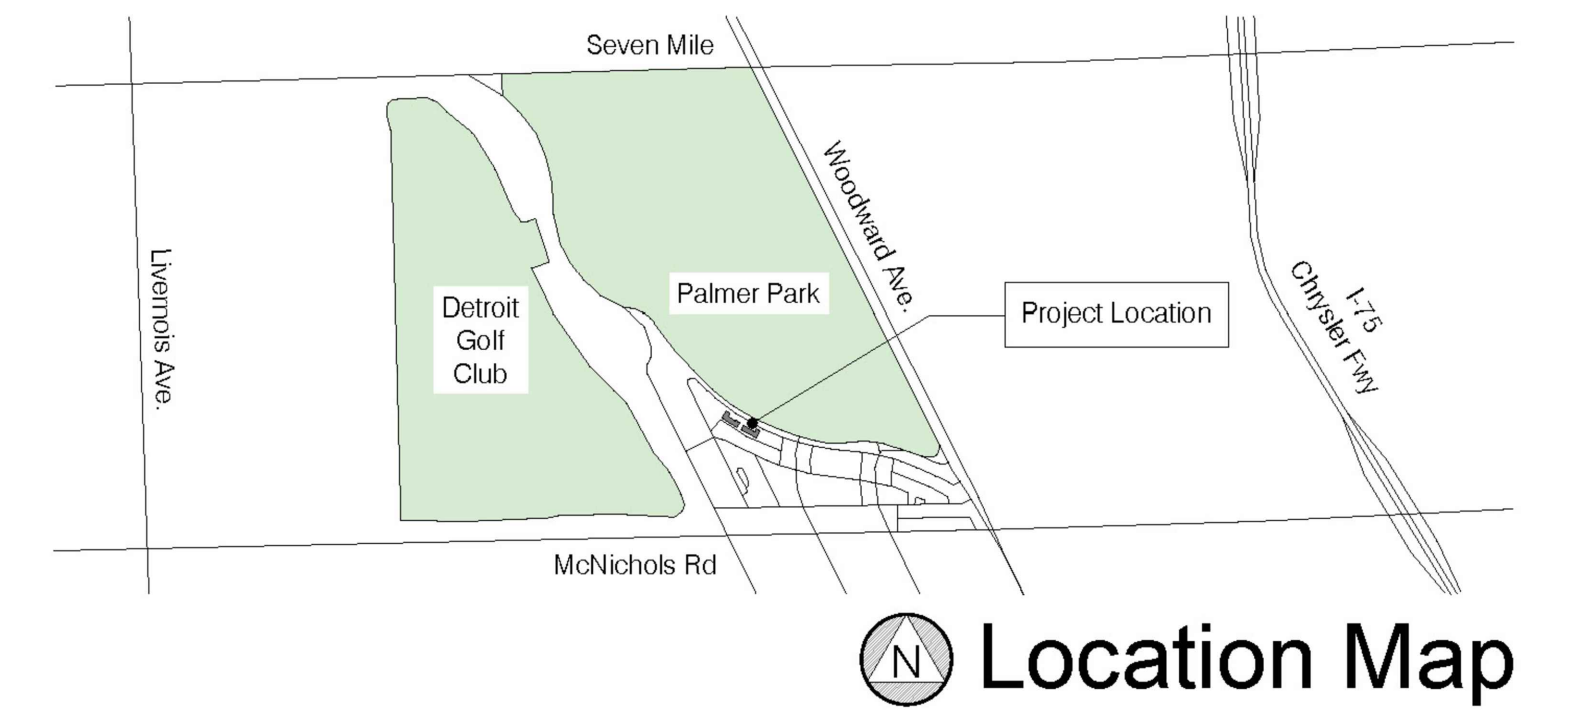 Seven Mile
Woodward Ave.
Livernois Ave.
Palmer Park
Detroit
Golf
Club
Project Location
I-75
Chrysler Fwy
McNichols Rd
N
Location Map